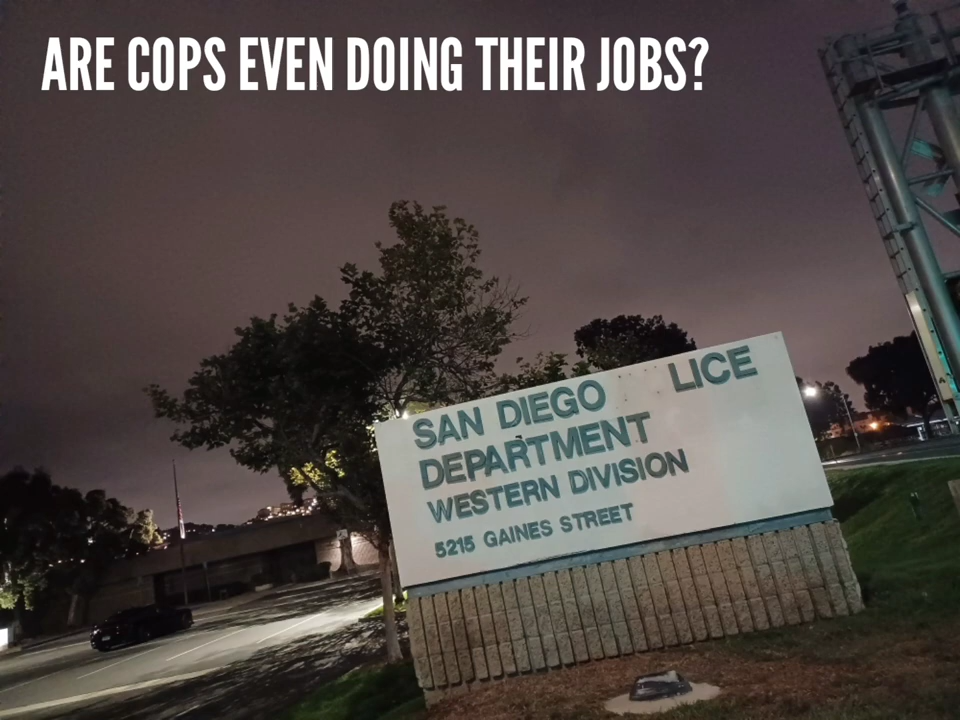 ARE COPS EVEN DOING THEIR JOBS?
SAN DIEGO LICE
DEPARTMENT
WESTERN DIVISION
5215 GAINES STREET